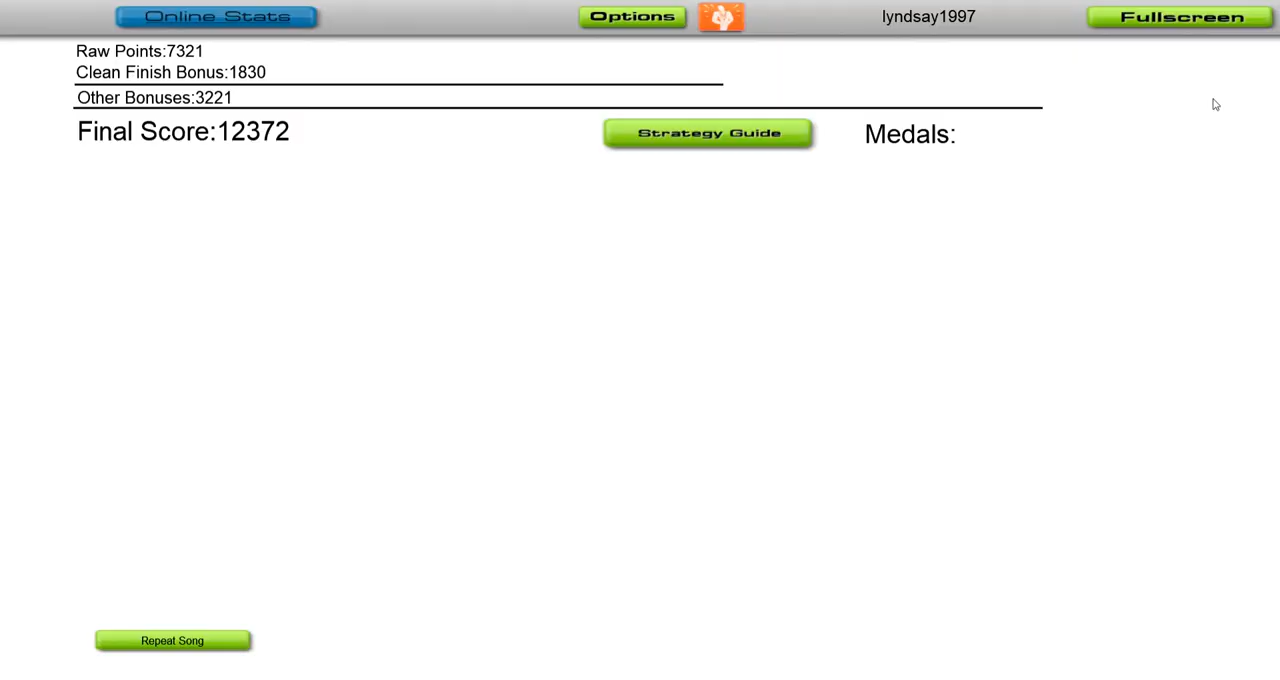 Online Stats Options lyndsay1997 Fullscreen
Raw Points:7321
Clean Finish Bonus:1830
Other Bonuses:3221
Final Score:12372 Strategy Guide Medals:
Repeat Song